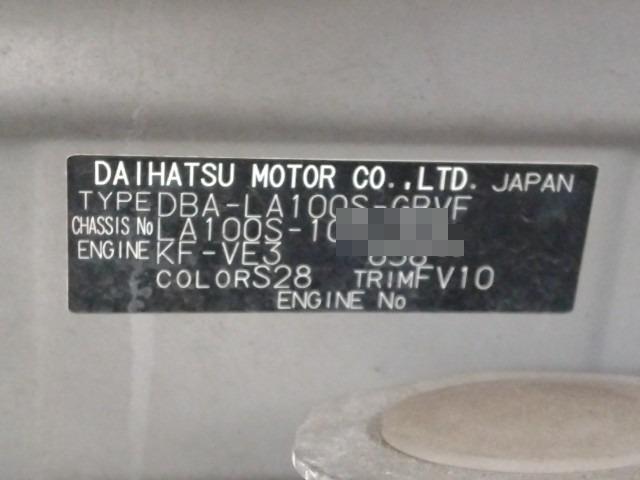 DAIHATSU MOTOR CO.,LTD. JAPAN
TYPE DBA-LA100S-GBVF
CHASSIS No LA100S-10
ENGINE KF-VE3 658
COLOR S28 TRIM FV10
ENGINE No